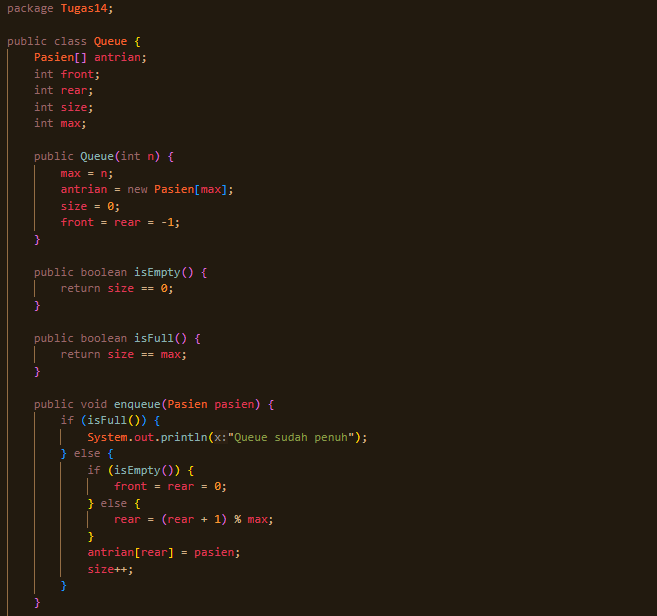 package Tugas14;
public class Queue {
Pasien[] antrian;
int front;
int rear;
int size;
int max;
public Queue(int n) {
max = n;
antrian = new Pasien[max];
size = 0;
front = rear = -1;
}
public boolean isEmpty() {
return size == 0;
}
public boolean isFull() {
return size == max;
}
public void enqueue(Pasien pasien) {
if (isFull()) {
System.out.println(x:"Queue sudah penuh");
} else {
if (isEmpty()) {
front = rear = 0;
} else {
rear = (rear + 1) % max;
}
antrian[rear] = pasien;
size++;
}
}